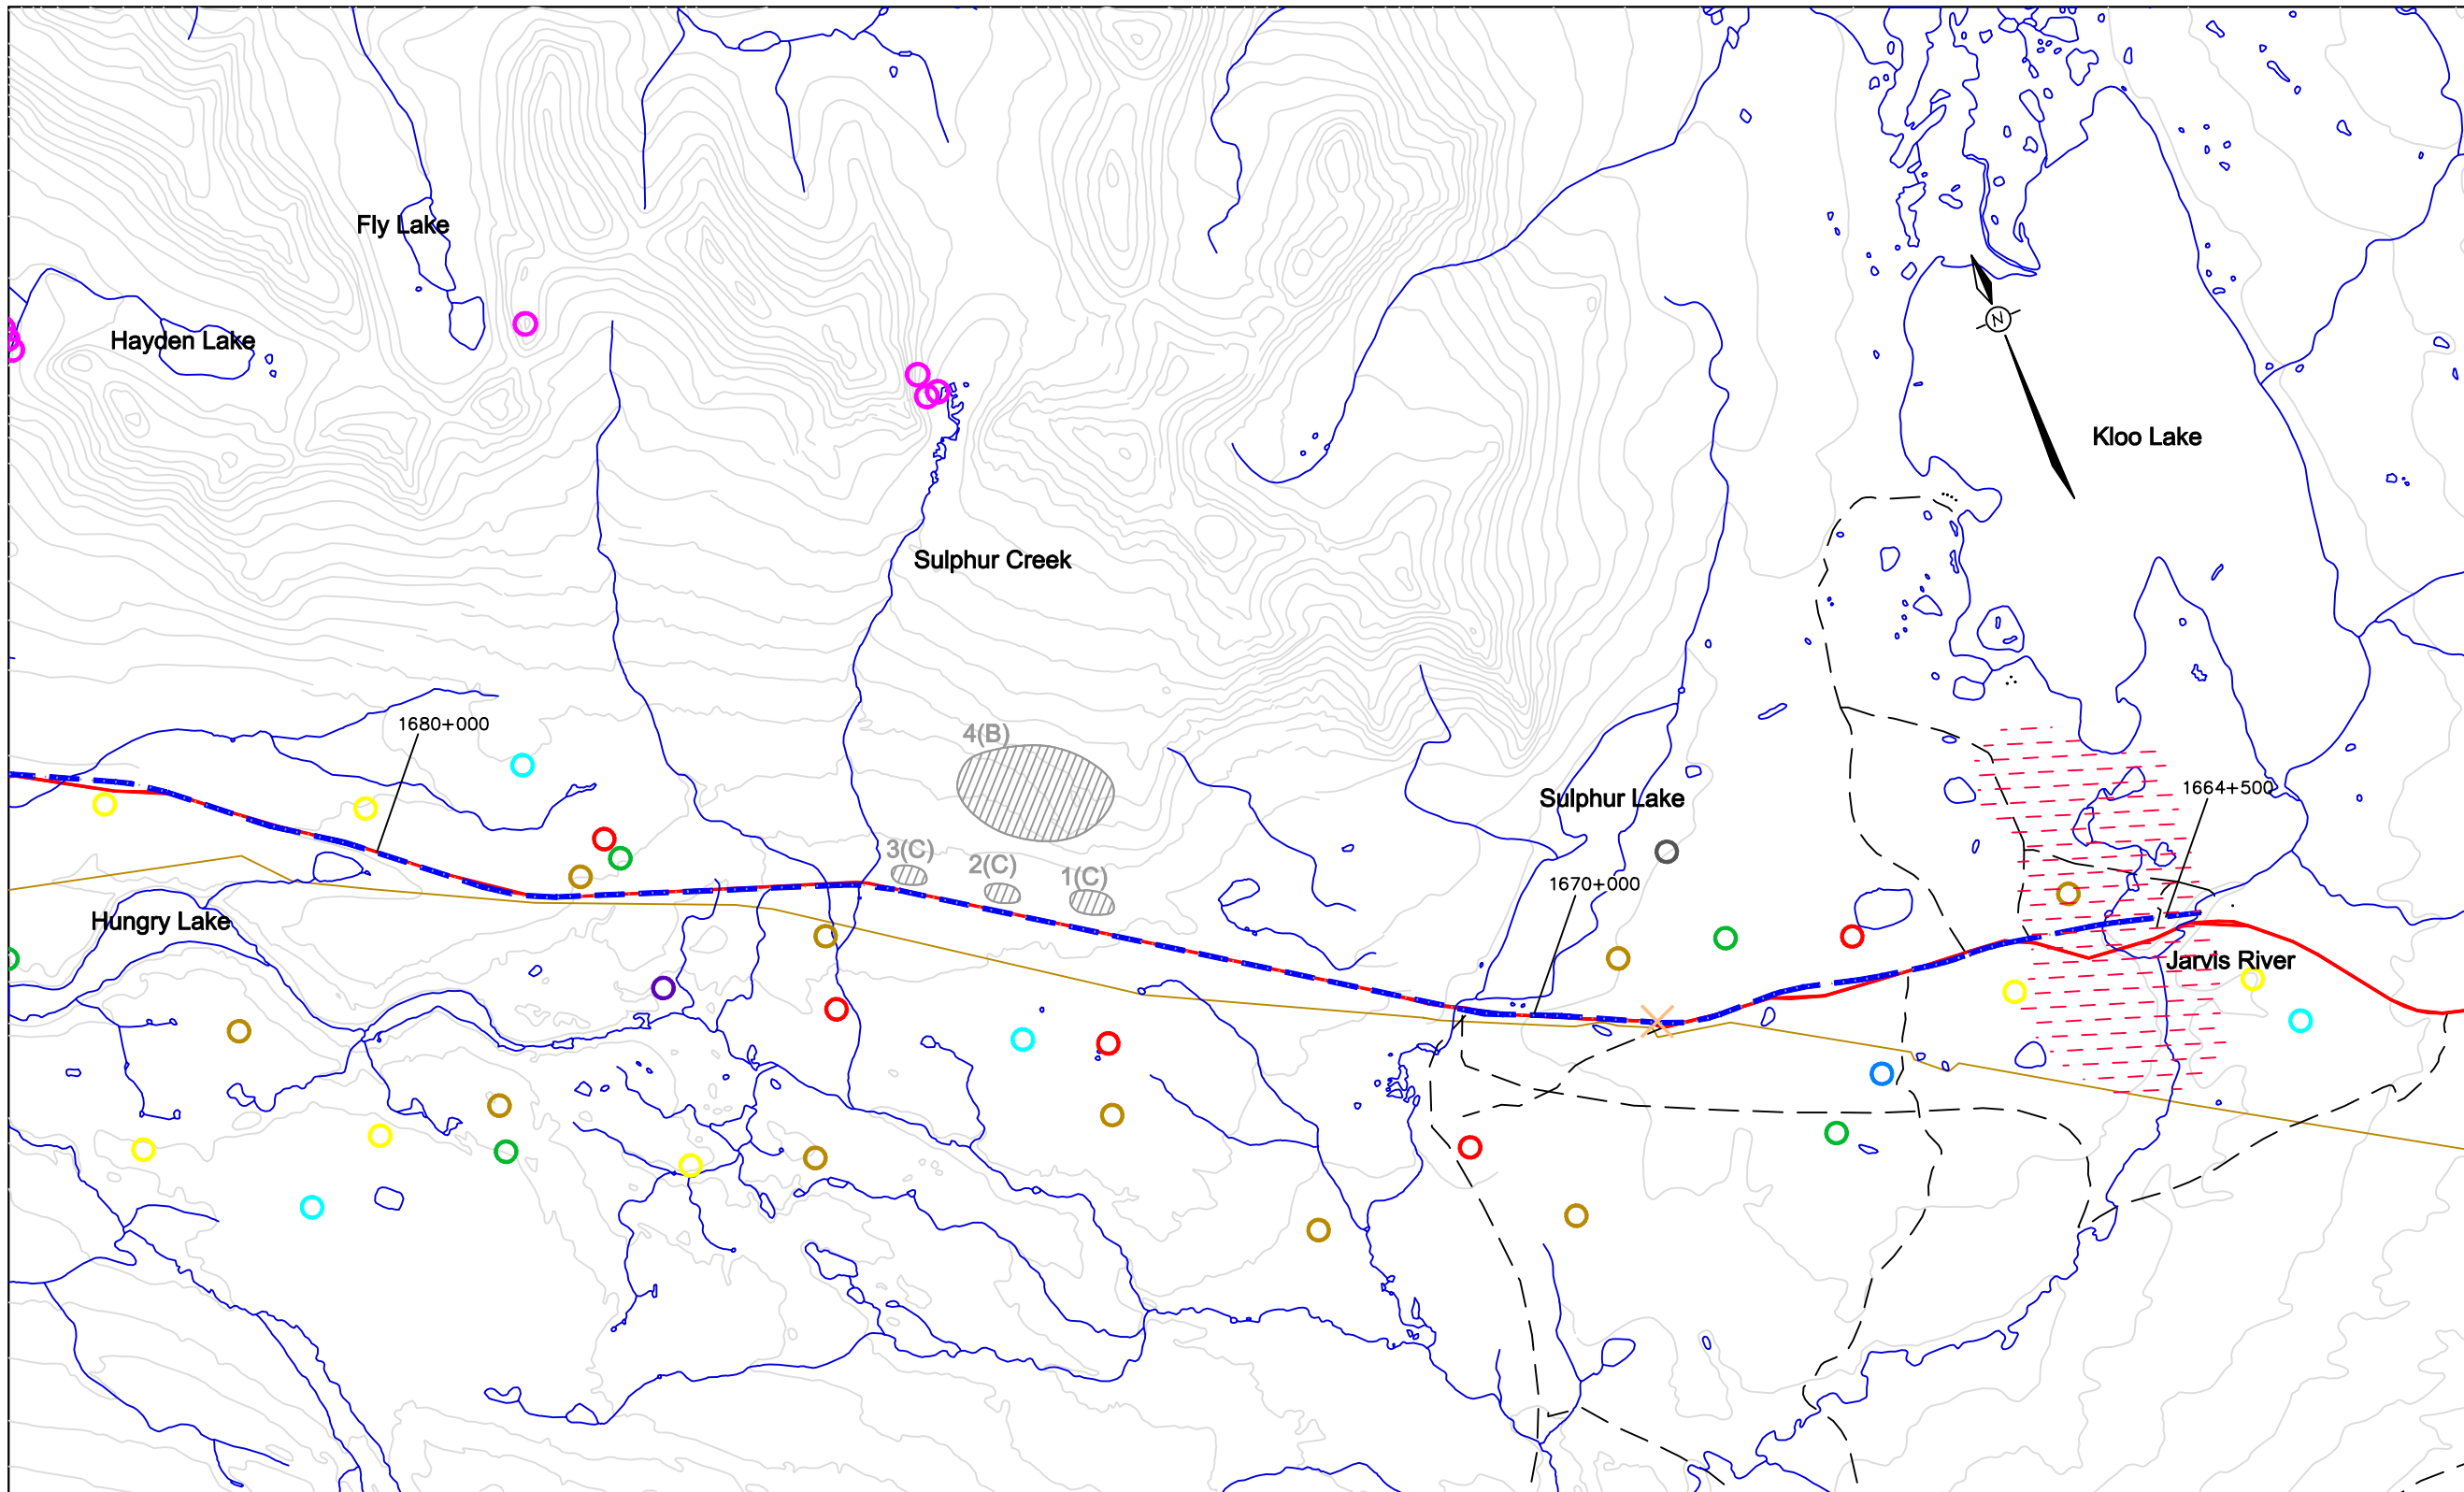 Fly Lake
Hayden Lake
N
Kloo Lake
Sulphur Creek
1680+000
4(B)
1664+500
Sulphur Lake
3(C)
2(C)
1(C)
1670+000
Hungry Lake
Jarvis River